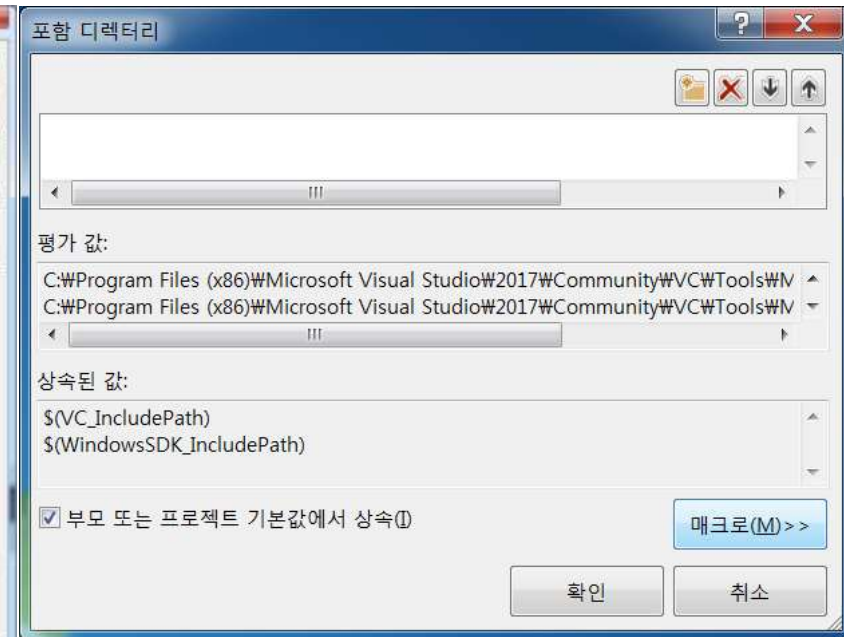 포함 디렉터리
평가 값:
C:₩Program Files (x86)₩Microsoft Visual Studio₩2017₩Community₩VC₩Tools₩M
C:₩Program Files (x86)₩Microsoft Visual Studio₩2017₩Community₩VC₩Tools₩M
상속된 값:
$(VC_IncludePath)
$(WindowsSDK_IncludePath)
부모 또는 프로젝트 기본값에서 상속(I)
매크로(M)>>
확인 취소